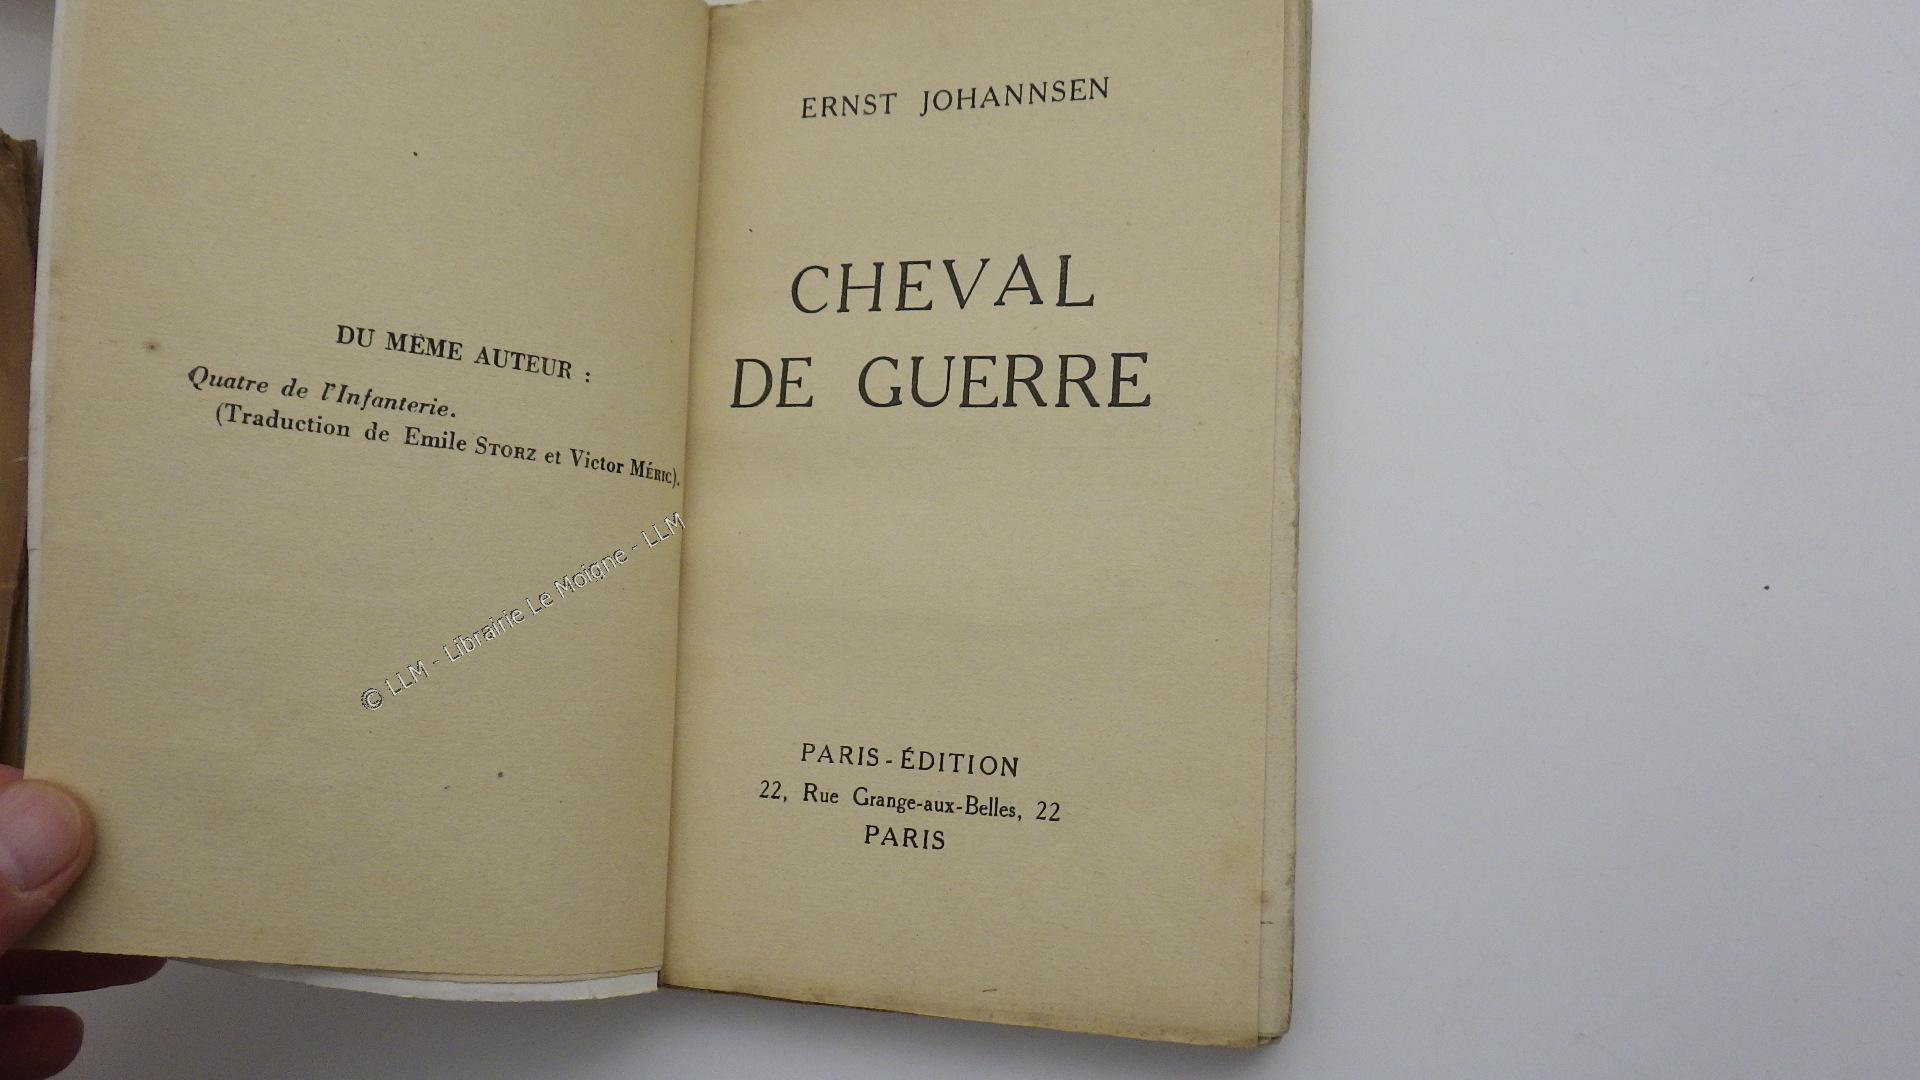 DU MÊME AUTEUR :
Quatre de l'Infanterie.
(Traduction de Emile STORZ et Victor MÉRIC).
© LLM - Librairie Le Moigne - LLM
ERNST JOHANNSEN
CHEVAL
DE GUERRE
PARIS-ÉDITION
22, Rue Grange-aux-Belles, 22
PARIS